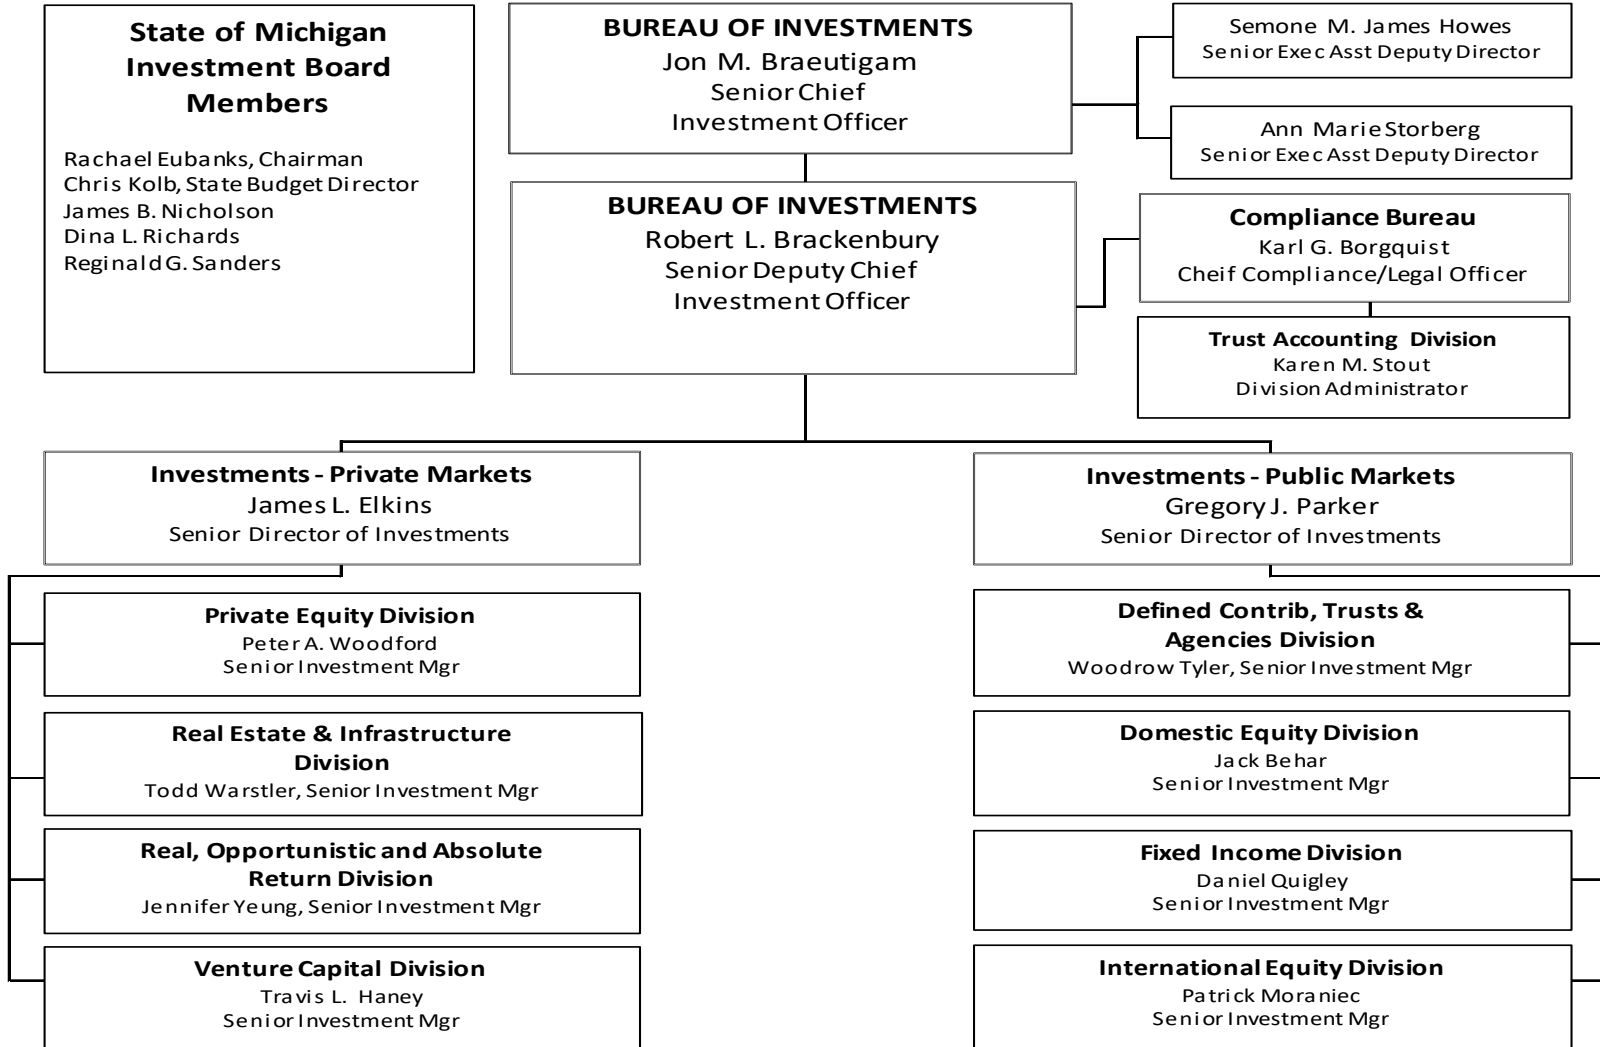 State of Michigan
Investment Board
Members
Rachael Eubanks, Chairman
Chris Kolb, State Budget Director
James B. Nicholson
Dina L. Richards
Reginald G. Sanders
BUREAU OF INVESTMENTS
Jon M. Braeutigam
Senior Chief
Investment Officer
Semone M. James Howes
Senior Exec Asst Deputy Director
Ann Marie Storberg
Senior Exec Asst Deputy Director
BUREAU OF INVESTMENTS
Robert L. Brackenbury
Senior Deputy Chief
Investment Officer
Compliance Bureau
Karl G. Borgquist
Cheif Compliance/Legal Officer
Trust Accounting Division
Karen M. Stout
Division Administrator
Investments - Private Markets
James L. Elkins
Senior Director of Investments
Private Equity Division
Peter A. Woodford
Senior Investment Mgr
Real Estate & Infrastructure
Division
Todd Warstler, Senior Investment Mgr
Real, Opportunistic and Absolute
Return Division
Jennifer Yeung, Senior Investment Mgr
Venture Capital Division
Travis L. Haney
Senior Investment Mgr
Investments - Public Markets
Gregory J. Parker
Senior Director of Investments
Defined Contrib, Trusts &
Agencies Division
Woodrow Tyler, Senior Investment Mgr
Domestic Equity Division
Jack Behar
Senior Investment Mgr
Fixed Income Division
Daniel Quigley
Senior Investment Mgr
International Equity Division
Patrick Moraniec
Senior Investment Mgr